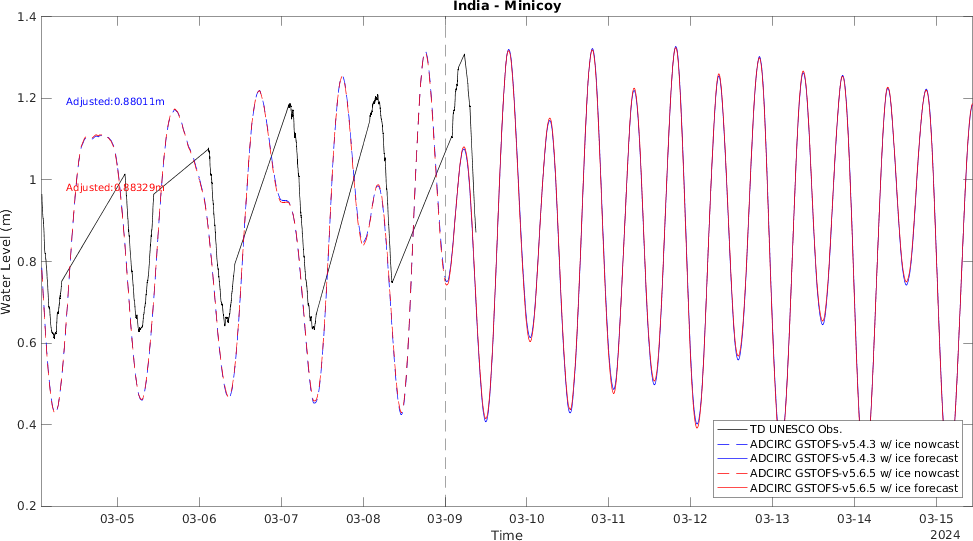 India - Minicoy
1.4
1.2
1
0.8
0.6
0.4
0.2
Water Level (m)
Adjusted:0.88011m
Adjusted:0.88329m
TD UNESCO Obs.
ADCIRC GSTOFS-v5.4.3 w/ ice nowcast
ADCIRC GSTOFS-v5.4.3 w/ ice forecast
ADCIRC GSTOFS-v5.6.5 w/ ice nowcast
ADCIRC GSTOFS-v5.6.5 w/ ice forecast
03-05 03-06 03-07 03-08 03-09 03-10 03-11 03-12 03-13 03-14 03-15
Time
2024